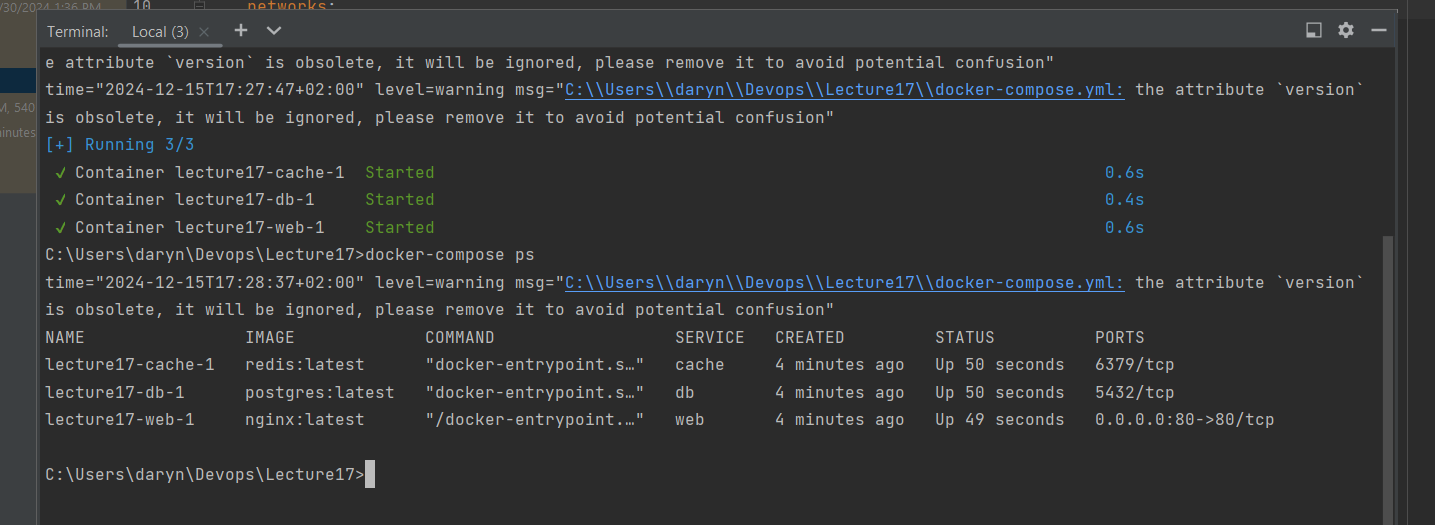 /30/2024 1:36 PM
10 networks:
Terminal: Local (3)
e attribute `version` is obsolete, it will be ignored, please remove it to avoid potential confusion"
time="2024-12-15T17:27:47+02:00" level=warning msg="C:\\Users\\daryn\\Devops\\Lecture17\\docker-compose.yml: the attribute `version`
is obsolete, it will be ignored, please remove it to avoid potential confusion"
M, 540
minutes
[+] Running 3/3
✓ Container lecture17-cache-1 Started 0.6s
✓ Container lecture17-db-1 Started 0.4s
✓ Container lecture17-web-1 Started 0.6s
C:\Users\daryn\Devops\Lecture17>docker-compose ps
time="2024-12-15T17:28:37+02:00" level=warning msg="C:\\Users\\daryn\\Devops\\Lecture17\\docker-compose.yml: the attribute `version`
is obsolete, it will be ignored, please remove it to avoid potential confusion"
NAME IMAGE COMMAND SERVICE CREATED STATUS PORTS
lecture17-cache-1 redis:latest "docker-entrypoint.s…" cache 4 minutes ago Up 50 seconds 6379/tcp
lecture17-db-1 postgres:latest "docker-entrypoint.s…" db 4 minutes ago Up 50 seconds 5432/tcp
lecture17-web-1 nginx:latest "/docker-entrypoint.…" web 4 minutes ago Up 49 seconds 0.0.0.0:80->80/tcp
C:\Users\daryn\Devops\Lecture17>